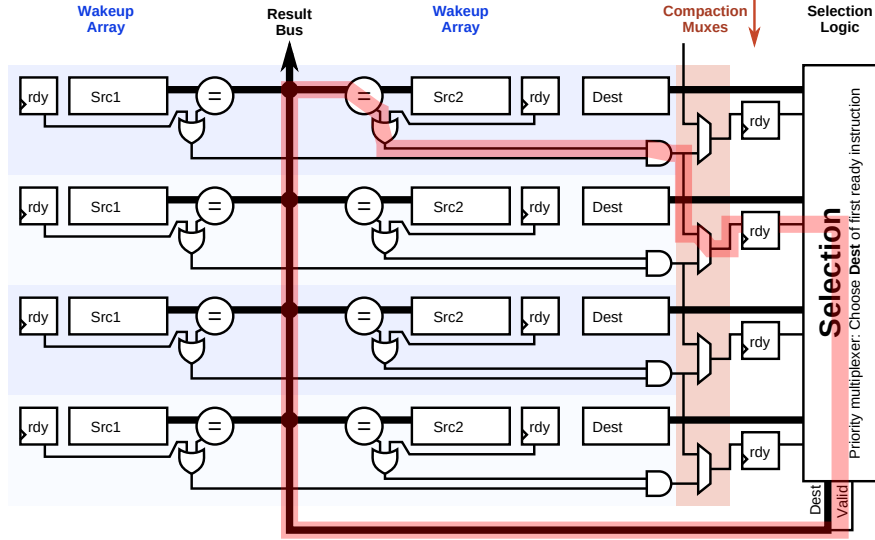 Wakeup
Array
Result
Bus
Wakeup
Array
Compaction
Muxes
Selection
Logic
rdy
Src1
=
=
Src2
rdy
Dest
rdy
rdy
Src1
=
=
Src2
rdy
Dest
rdy
rdy
Src1
=
=
Src2
rdy
Dest
rdy
rdy
Src1
=
=
Src2
rdy
Dest
rdy
Selection
Priority multiplexer: Choose Dest of first ready instruction
Dest
Valid